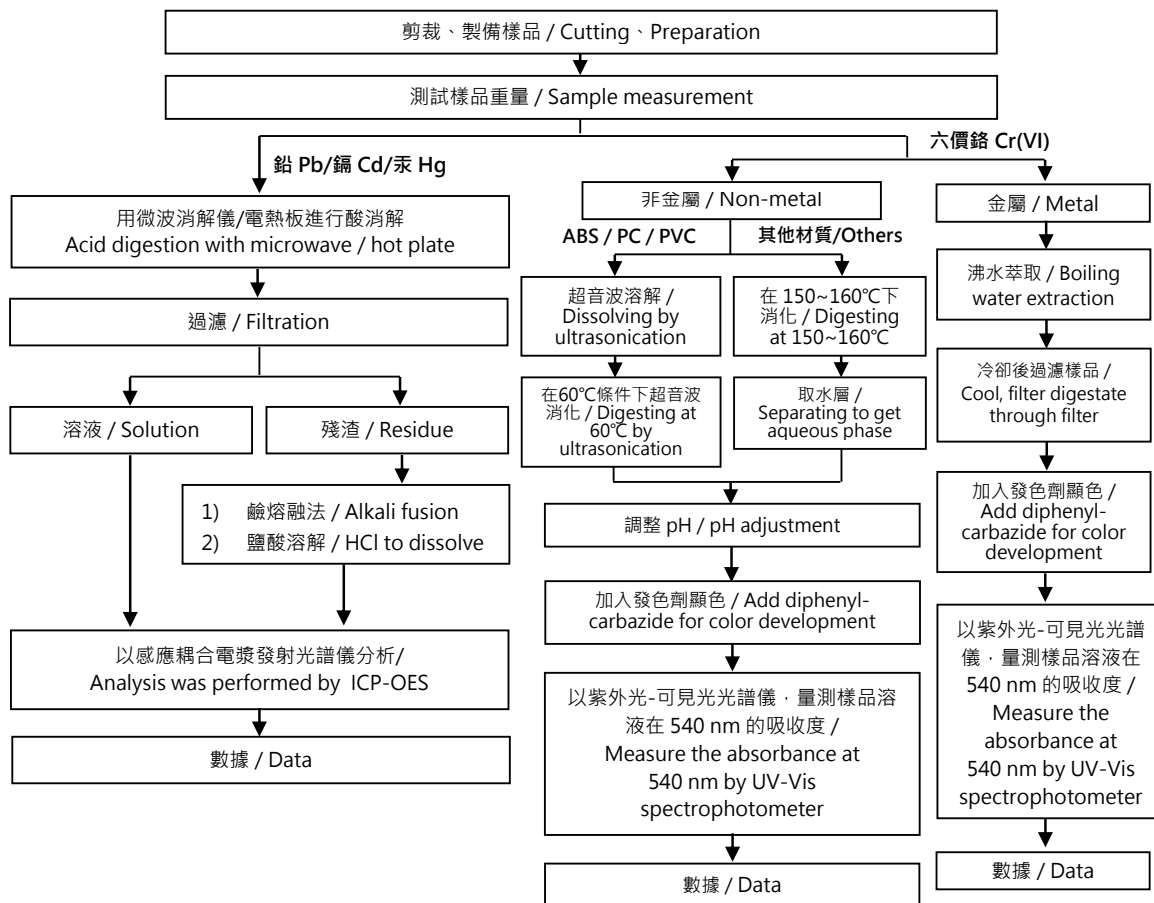 剪裁、製備樣品 / Cutting、Preparation
測試樣品重量 / Sample measurement
鉛 Pb/鎘 Cd/汞 Hg
用微波消解儀/電熱板進行酸消解
Acid digestion with microwave / hot plate
過濾 / Filtration
溶液 / Solution
殘渣 / Residue
1) 鹼熔融法 / Alkali fusion
2) 鹽酸溶解 / HCl to dissolve
以感應耦合電漿發射光譜儀分析/
Analysis was performed by ICP-OES
數據 / Data
六價鉻 Cr(VI)
非金屬 / Non-metal
ABS / PC / PVC
超音波溶解 /
Dissolving by
ultrasonication
在60℃條件下超音波
消化 / Digesting at
60℃ by
ultrasonication
其他材質/Others
在 150~160℃下
消化 / Digesting
at 150~160℃
取水層 /
Separating to get
aqueous phase
調整 pH / pH adjustment
加入發色劑顯色 / Add diphenyl-
carbazide for color development
以紫外光-可見光光譜儀，量測樣品溶
液在 540 nm 的吸收度 /
Measure the absorbance at
540 nm by UV-Vis
spectrophotometer
數據 / Data
金屬 / Metal
沸水萃取 / Boiling
water extraction
冷卻後過濾樣品 /
Cool, filter digestate
through filter
加入發色劑顯色 /
Add diphenyl-
carbazide for color
development
以紫外光-可見光光譜
儀，量測樣品溶液在
540 nm 的吸收度 /
Measure the
absorbance at
540 nm by UV-Vis
spectrophotometer
數據 / Data